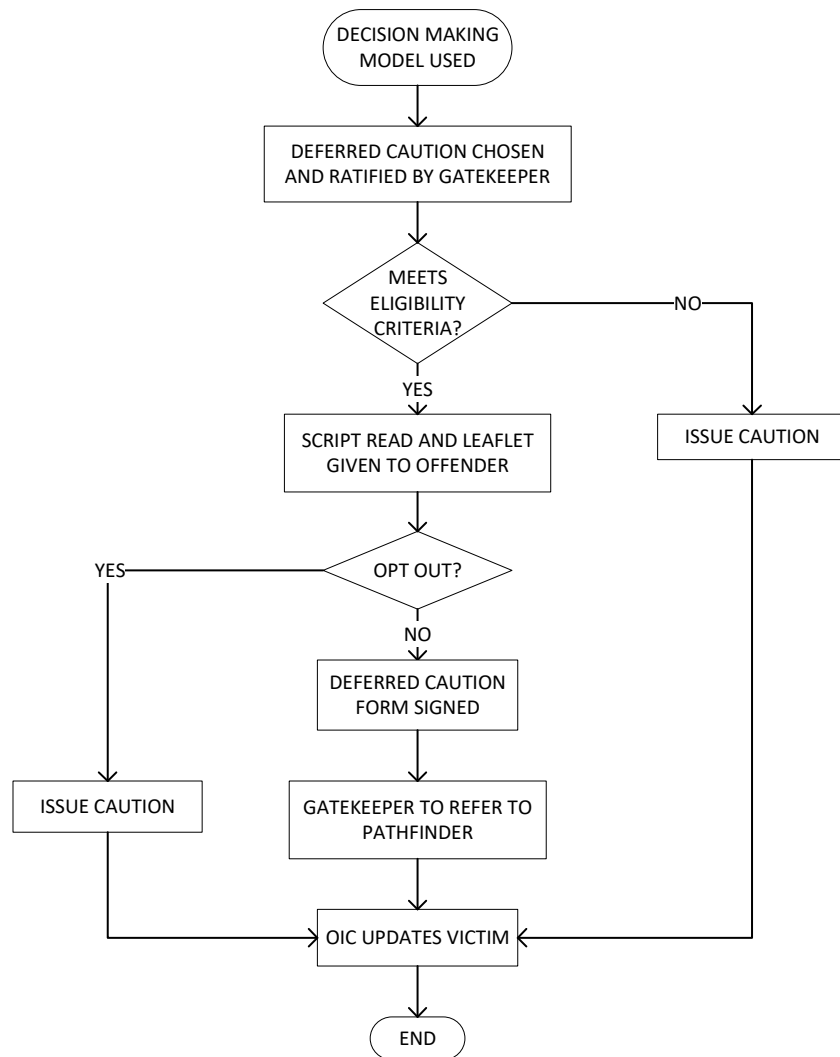 DECISION MAKING
MODEL USED
DEFERRED CAUTION CHOSEN
AND RATIFIED BY GATEKEEPER
MEETS
ELIGIBILITY
CRITERIA?
NO
YES
SCRIPT READ AND LEAFLET
GIVEN TO OFFENDER
ISSUE CAUTION
YES
OPT OUT?
NO
DEFERRED CAUTION
FORM SIGNED
ISSUE CAUTION
GATEKEEPER TO REFER TO
PATHFINDER
OIC UPDATES VICTIM
END